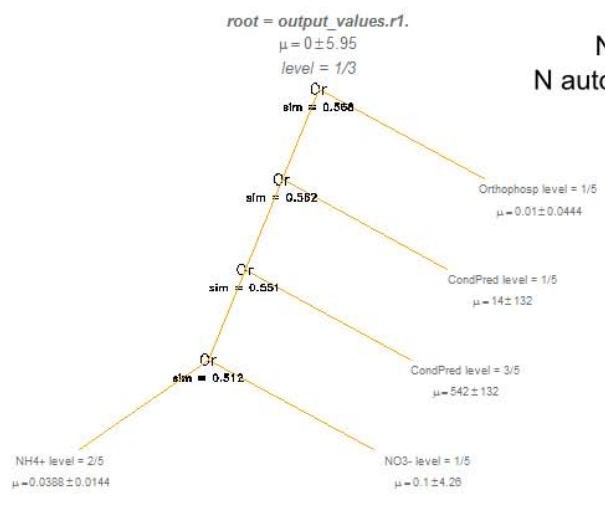 root = output_values.r1.
μ = 0±5.95
level = 1/3
N
N auto
Or
sim = 0.568
Or
sim = 0.562
Orthophosp level = 1/5
μ=0.01±0.0444
Or
sim = 0.551
CondPred level = 1/5
μ=14±132
Or
sim = 0.512
CondPred level = 3/5
μ=542±132
NH4+ level = 2/5
μ=0.0388±0.0144
NO3- level = 1/5
μ=0.1±4.26